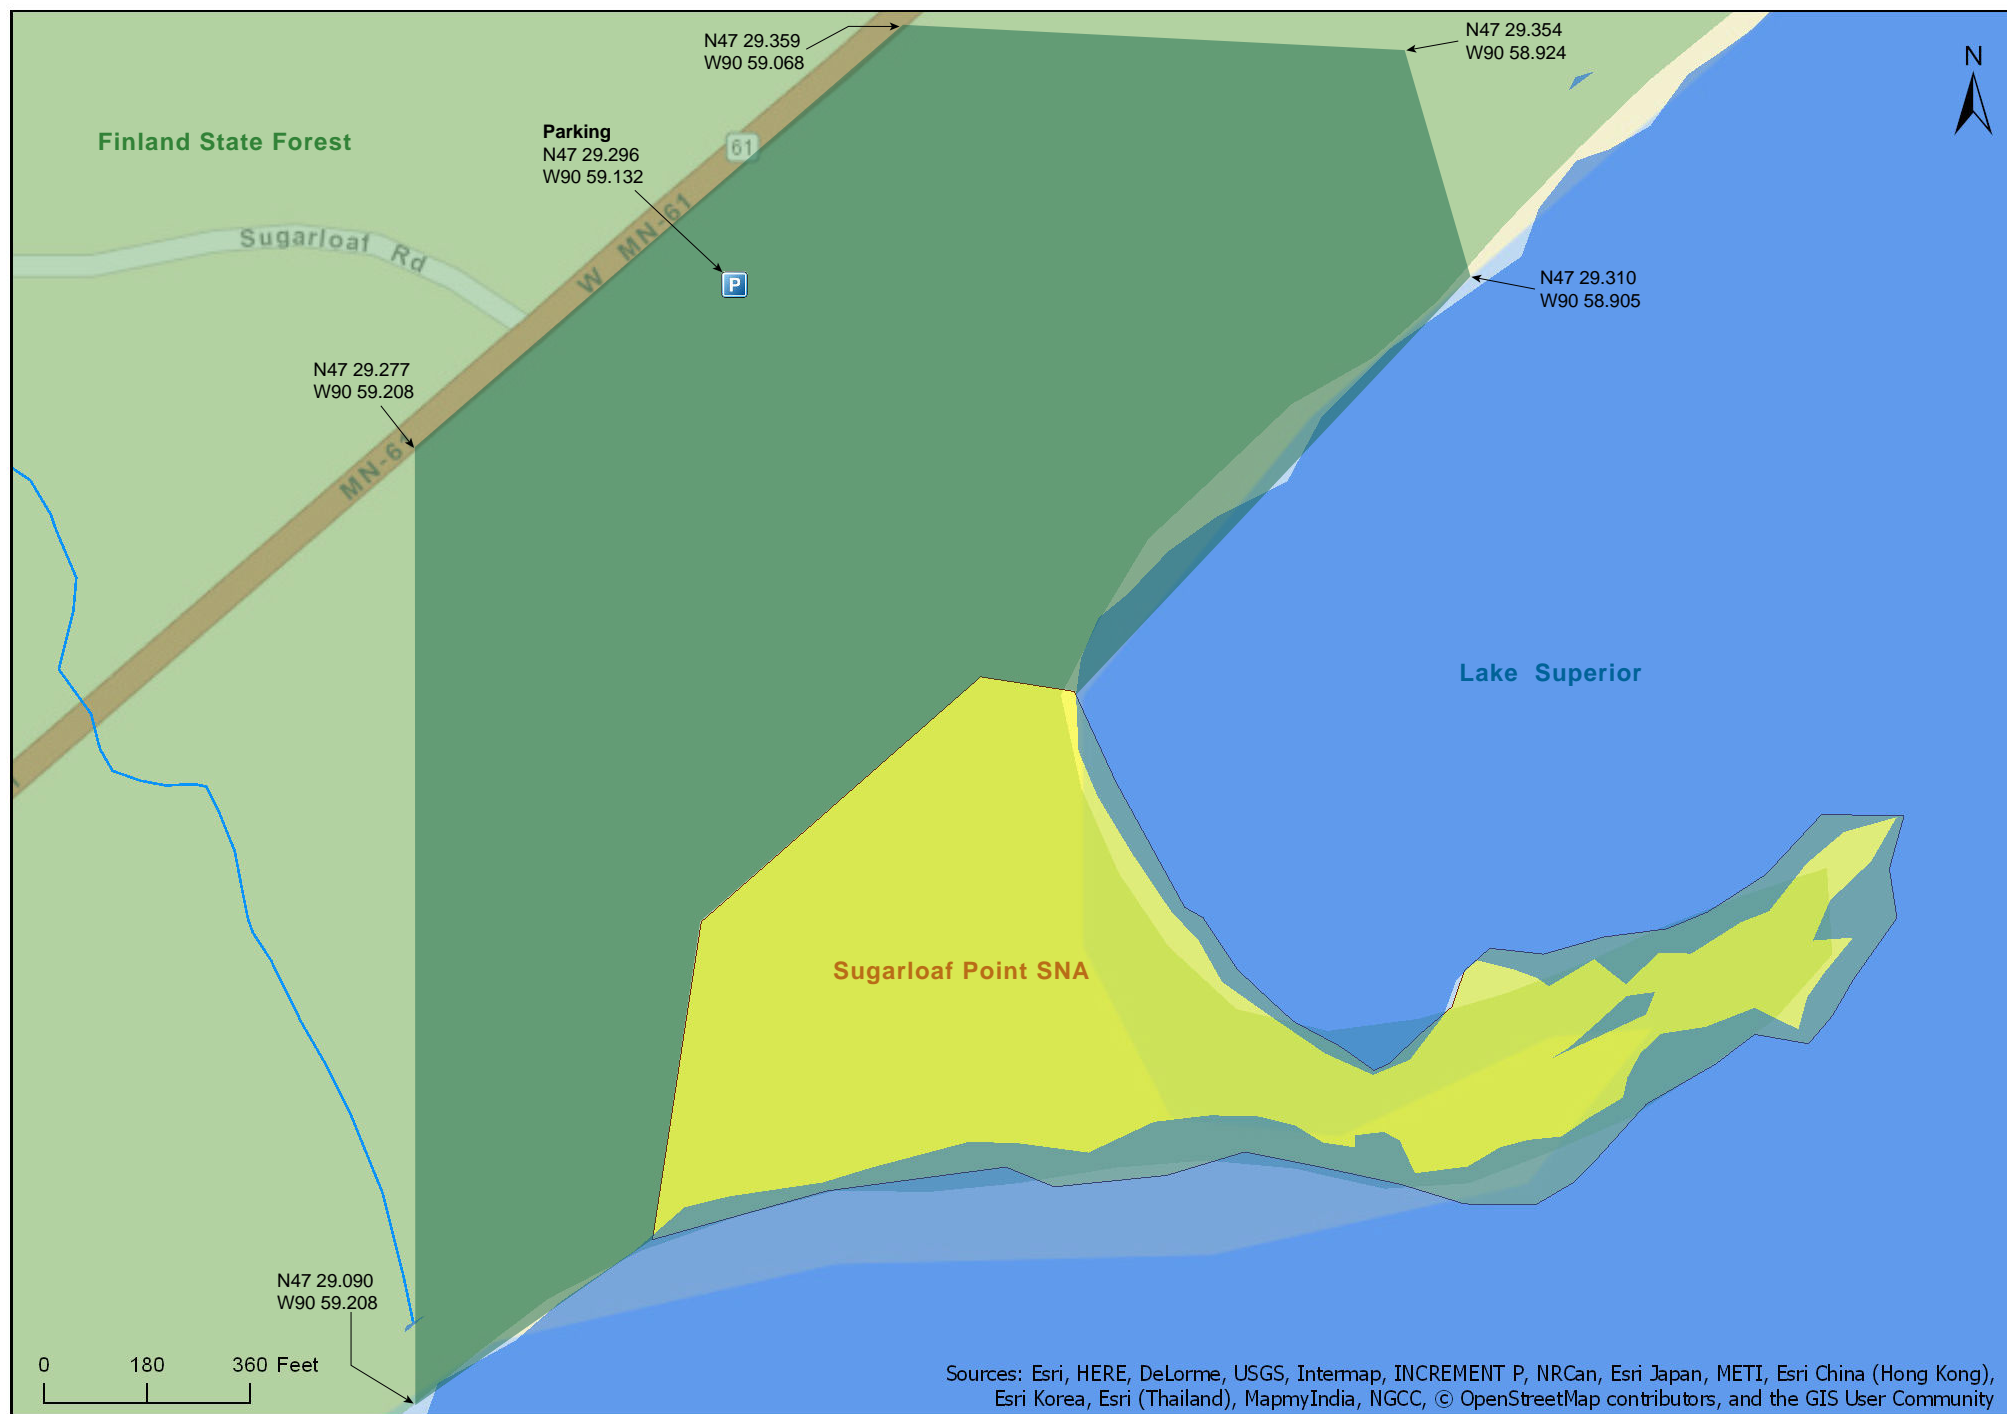 N47 29.359
W90 59.068
N47 29.354
W90 58.924
N
Finland State Forest
Parking
N47 29.296
W90 59.132
61
Sugarloaf Rd
W MN-61
P
N47 29.310
W90 58.905
N47 29.277
W90 59.208
MN-61
Lake Superior
Sugarloaf Point SNA
N47 29.090
W90 59.208
0 180 360 Feet
Sources: Esri, HERE, DeLorme, USGS, Intermap, INCREMENT P, NRCan, Esri Japan, METI, Esri China (Hong Kong),
Esri Korea, Esri (Thailand), MapmyIndia, NGCC, © OpenStreetMap contributors, and the GIS User Community